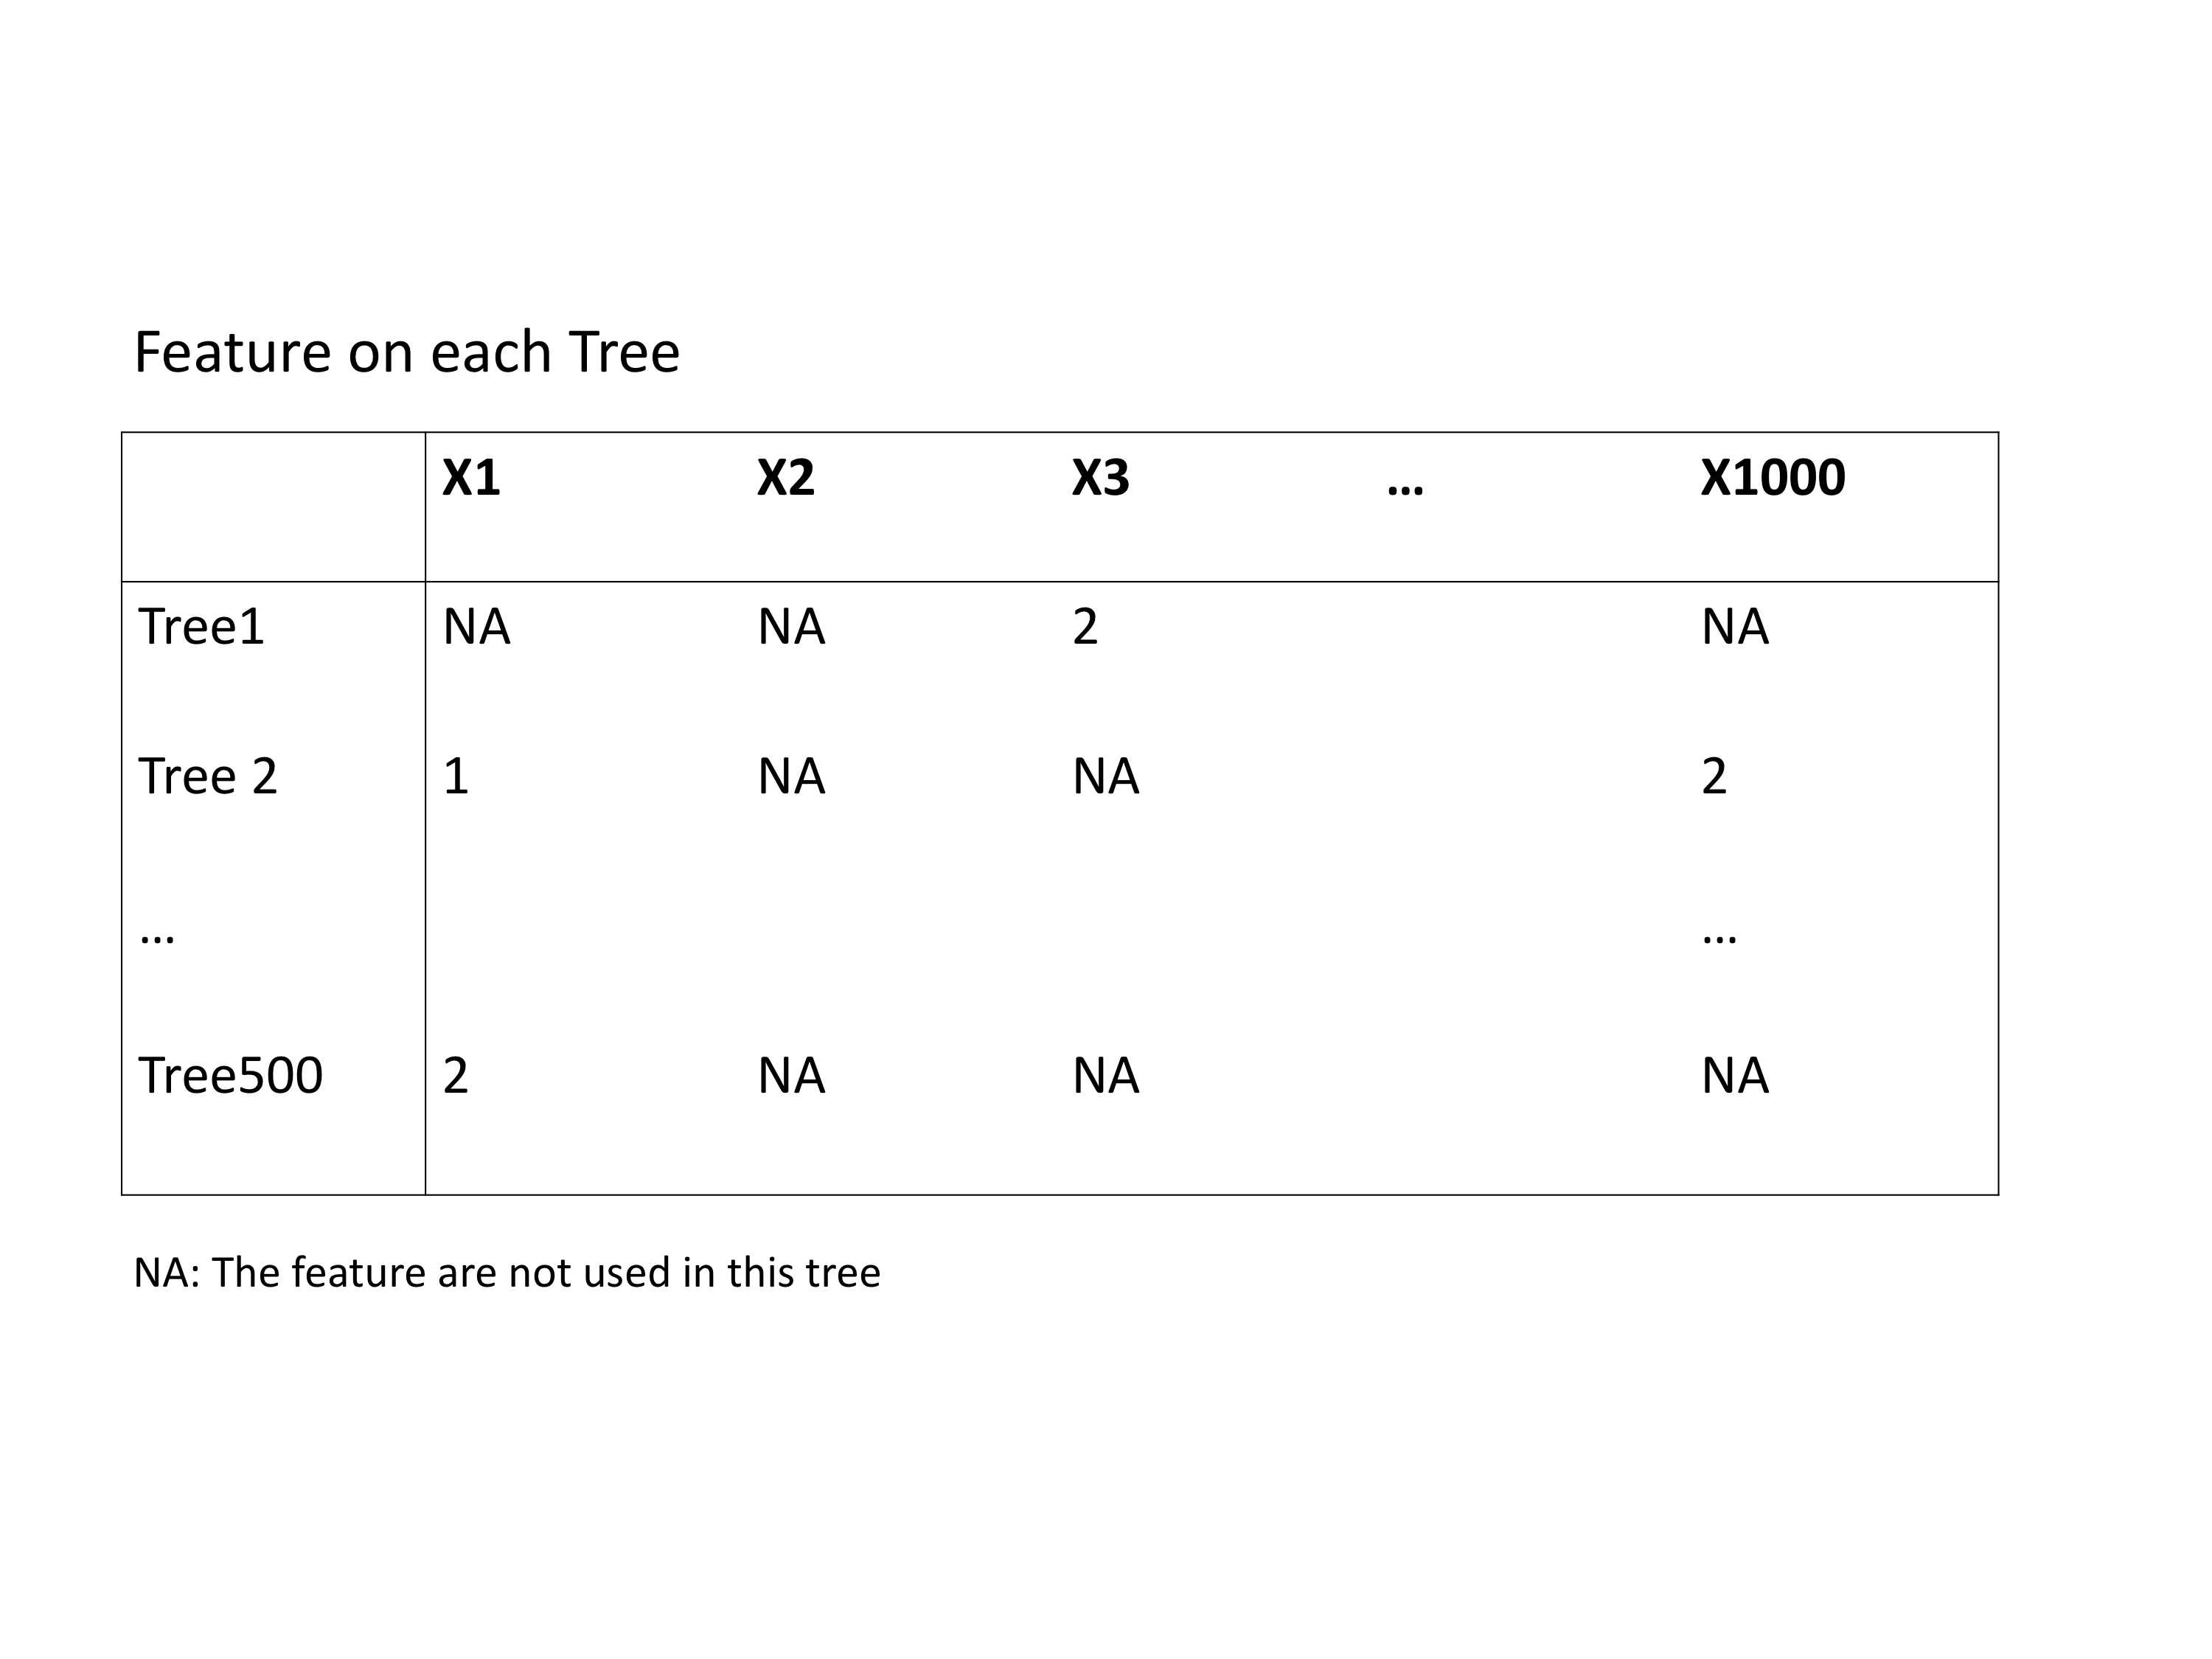 Feature on each Tree
X1 X2 X3 … X1000
Tree1 NA NA 2 NA
Tree 2 1 NA NA 2
… …
Tree500 2 NA NA NA
NA: The feature are not used in this tree